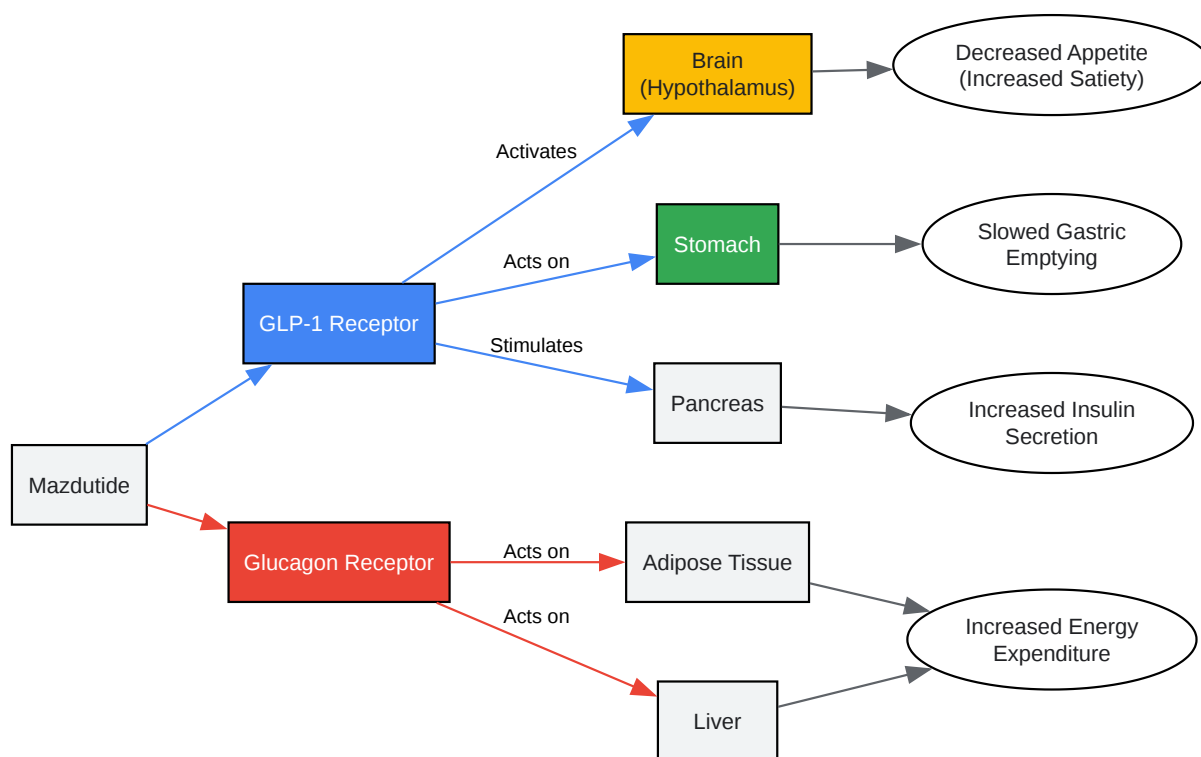 Mazdutide
GLP-1 Receptor
Glucagon Receptor
Activates
Acts on
Stimulates
Acts on
Acts on
Brain
(Hypothalamus)
Stomach
Pancreas
Adipose Tissue
Liver
Decreased Appetite
(Increased Satiety)
Slowed Gastric
Emptying
Increased Insulin
Secretion
Increased Energy
Expenditure